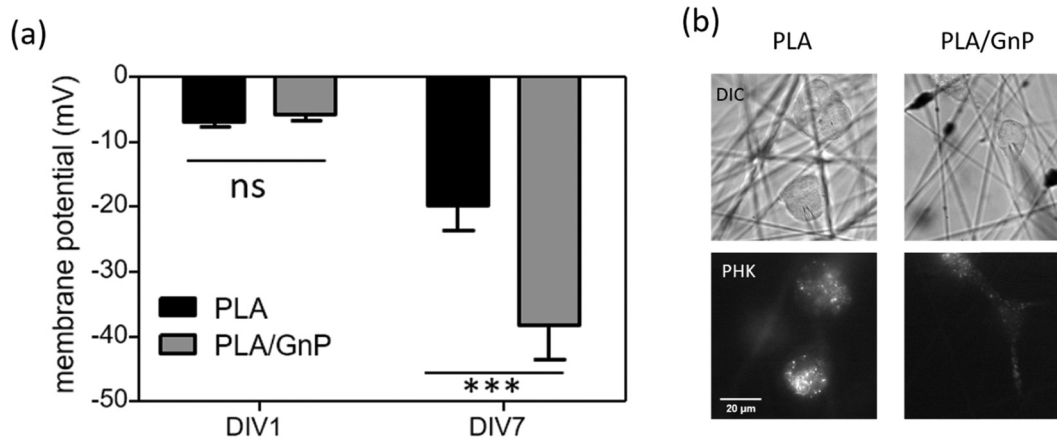 (a)
membrane potential (mV)
0
-10
-20
-30
-40
-50
ns
***
PLA
PLA/GnP
DIV1
DIV7
(b)
PLA
PLA/GnP
DIC
PHK
20 µm